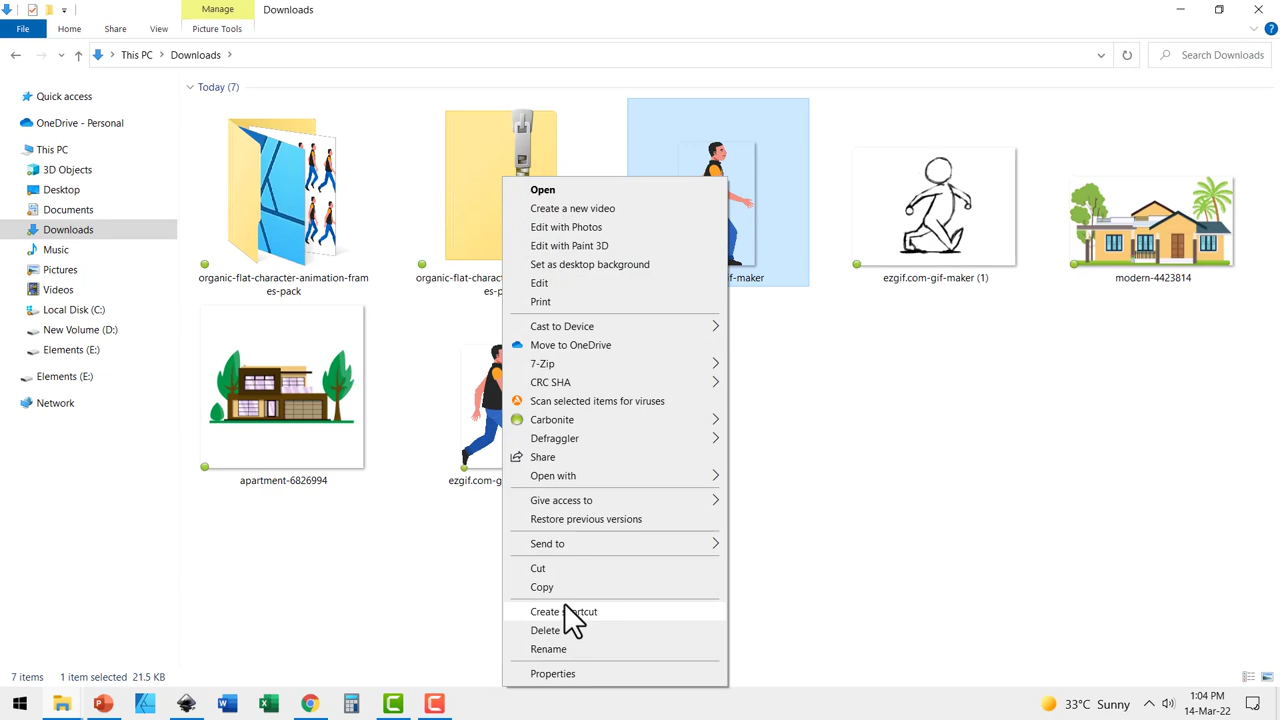 Manage
Downloads
File
Home
Share
View
Picture Tools
This PC
Downloads
Search Downloads
Quick access
OneDrive - Personal
This PC
3D Objects
Desktop
Documents
Downloads
Music
Pictures
Videos
Local Disk (C:)
New Volume (D:)
Elements (E:)
Elements (E:)
Network
Today (7)
organic-flat-character-animation-fram
es-pack
organic-flat-charac
es-p
if-maker
ezgif.com-gif-maker (1)
modern-4423814
apartment-6826994
ezgif.com-g
Open
Create a new video
Edit with Photos
Edit with Paint 3D
Set as desktop background
Edit
Print
Cast to Device
Move to OneDrive
7-Zip
CRC SHA
Scan selected items for viruses
Carbonite
Defraggler
Share
Open with
Give access to
Restore previous versions
Send to
Cut
Copy
Create shortcut
Delete
Rename
Properties
7 items
1 item selected 21.5 KB
33°C Sunny
1:04 PM
14-Mar-22